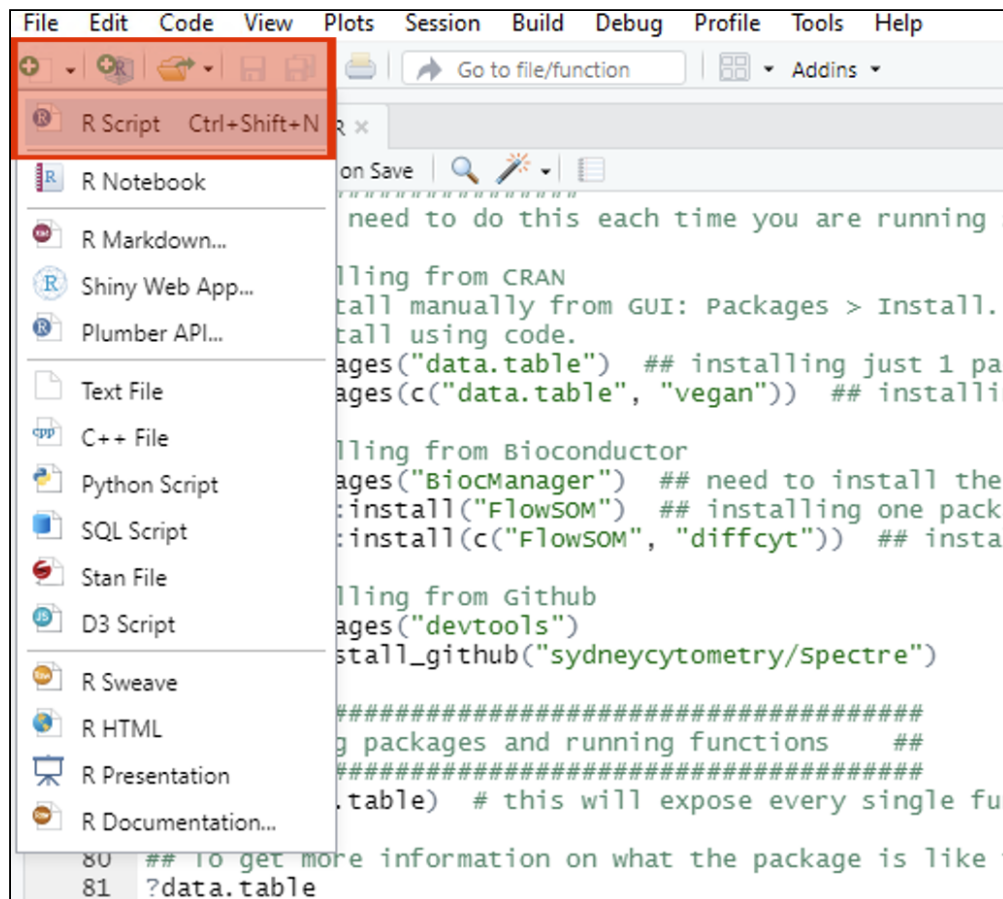 File Edit Code View Plots Session Build Debug Profile Tools Help
Go to file/function Addins
R Script Ctrl+Shift+N
R
on Save
R Notebook
need to do this each time you are running
R Markdown...
lling from CRAN
Shiny Web App...
tall manually from GUI: Packages > Install.
Plumber API...
tall using code.
ages("data.table") ## installing just 1 pa
Text File
ages(c("data.table", "vegan")) ## installi
C++ File
lling from Bioconductor
Python Script
ages("BiocManager") ## need to install the
:install("FlowSOM") ## installing one pack
SQL Script
:install(c("FlowSOM", "diffcyt")) ## insta
Stan File
lling from Github
D3 Script
ages("devtools")
stall_github("sydneycytometry/Spectre")
R Sweave
########################################
R HTML
g packages and running functions ##
R Presentation
########################################
.table) # this will expose every single fu
R Documentation...
80 ## To get more information on what the package is like
81 ?data.table